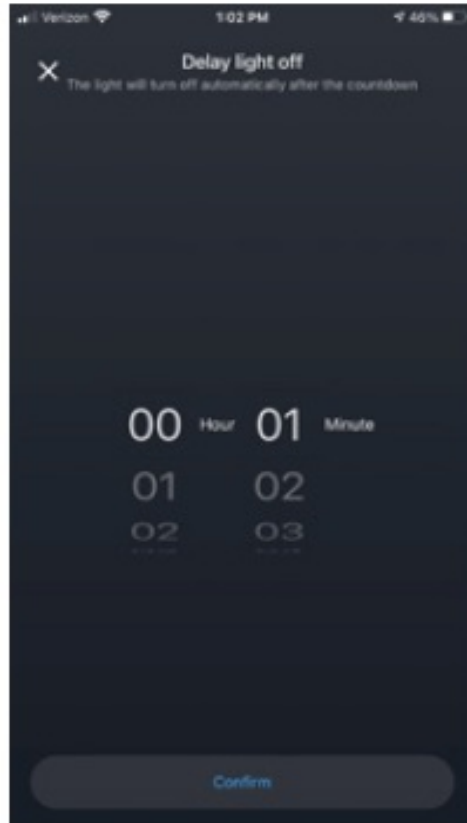 Verizon 1:02 PM 46%
Delay light off
The light will turn off automatically after the countdown
00 Hour 01 Minute
01 02
02 03
Confirm